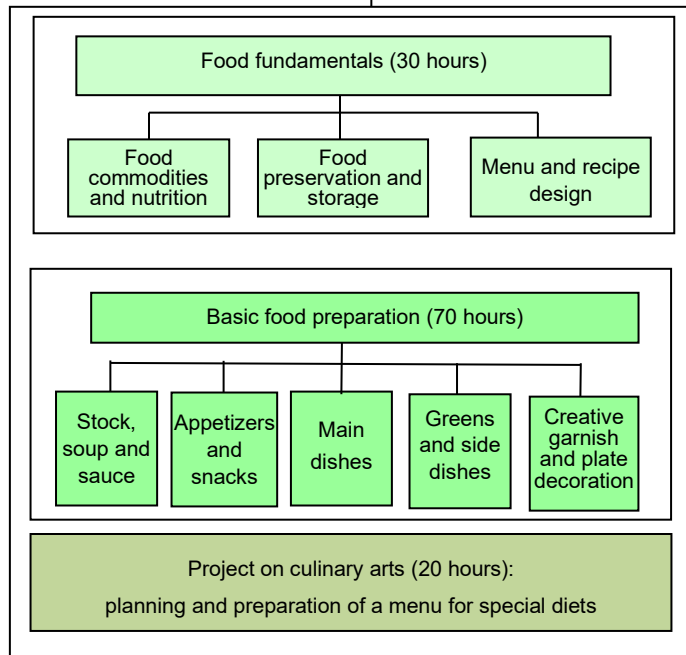 Food fundamentals (30 hours)
Food
commodities
and nutrition
Food
preservation and
storage
Menu and recipe
design
Basic food preparation (70 hours)
Stock,
soup and
sauce
Appetizers
and
snacks
Main
dishes
Greens
and side
dishes
Creative
garnish
and plate
decoration
Project on culinary arts (20 hours):
planning and preparation of a menu for special diets